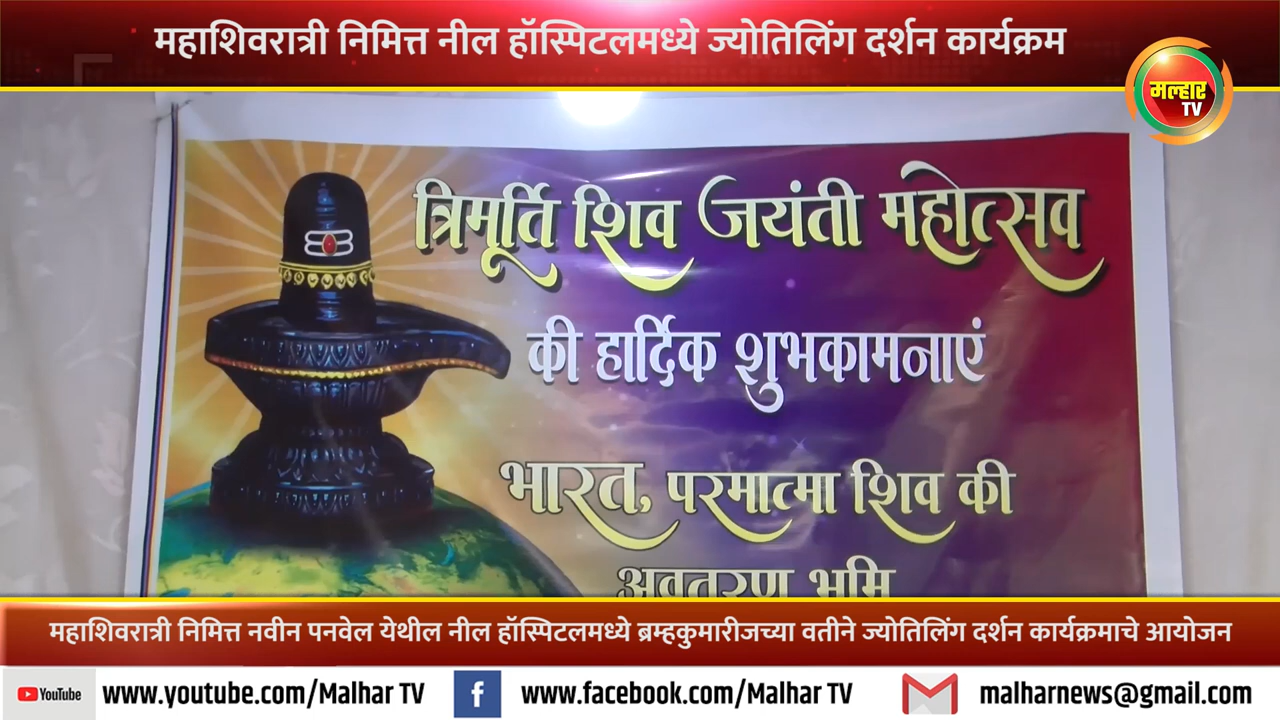 महाशिवरात्री निमित्त नील हॉस्पिटलमध्ये ज्योतिलिंग दर्शन कार्यक्रम
मल्हार
TV
त्रिमूर्ति शिव जयंती महोत्सव
की हार्दिक शुभकामनाएं
भारत, परमात्मा शिव की
अवतरण भूमि
महाशिवरात्री निमित्त नवीन पनवेल येथील नील हॉस्पिटलमध्ये ब्रम्हकुमारीजच्या वतीने ज्योतिलिंग दर्शन कार्यक्रमाचे आयोजन
YouTube www.youtube.com/Malhar TV www.facebook.com/Malhar TV malharnews@gmail.com